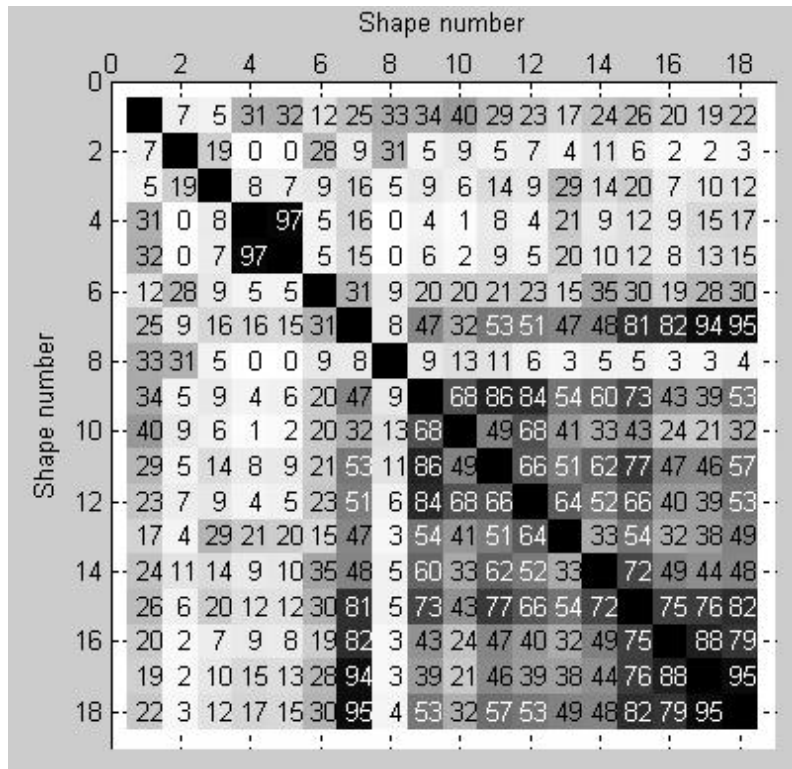 Shape number
0 2 4 6 8 10 12 14 16 18
0
7 5 31 32 12 25 33 34 40 29 23 17 24 26 20 19 22
2 7 19 0 0 28 9 31 5 9 5 7 4 11 6 2 2 3
5 19 8 7 9 16 5 9 6 14 9 29 14 20 7 10 12
4 31 0 8 97 5 16 0 4 1 8 4 21 9 12 9 15 17
32 0 7 97 5 15 0 6 2 9 5 20 10 12 8 13 15
6 12 28 9 5 5 31 9 20 20 21 23 15 35 30 19 28 30
25 9 16 16 15 31 8 47 32 53 51 47 48 81 82 94 95
8 33 31 5 0 0 9 8 9 13 11 6 3 5 5 3 3 4
34 5 9 4 6 20 47 9 68 86 84 54 60 73 43 39 53
10 40 9 6 1 2 20 32 13 68 49 68 41 33 43 24 21 32
29 5 14 8 9 21 53 11 86 49 66 51 62 77 47 46 57
12 23 7 9 4 5 23 51 6 84 68 66 64 52 66 40 39 53
17 4 29 21 20 15 47 3 54 41 51 64 33 54 32 38 49
14 24 11 14 9 10 35 48 5 60 33 62 52 33 72 49 44 48
26 6 20 12 12 30 81 5 73 43 77 66 54 72 75 76 82
16 20 2 7 9 8 19 82 3 43 24 47 40 32 49 75 88 79
19 2 10 15 13 28 94 3 39 21 46 39 38 44 76 88 95
18 22 3 12 17 15 30 95 4 53 32 57 53 49 48 82 79 95
Shape number